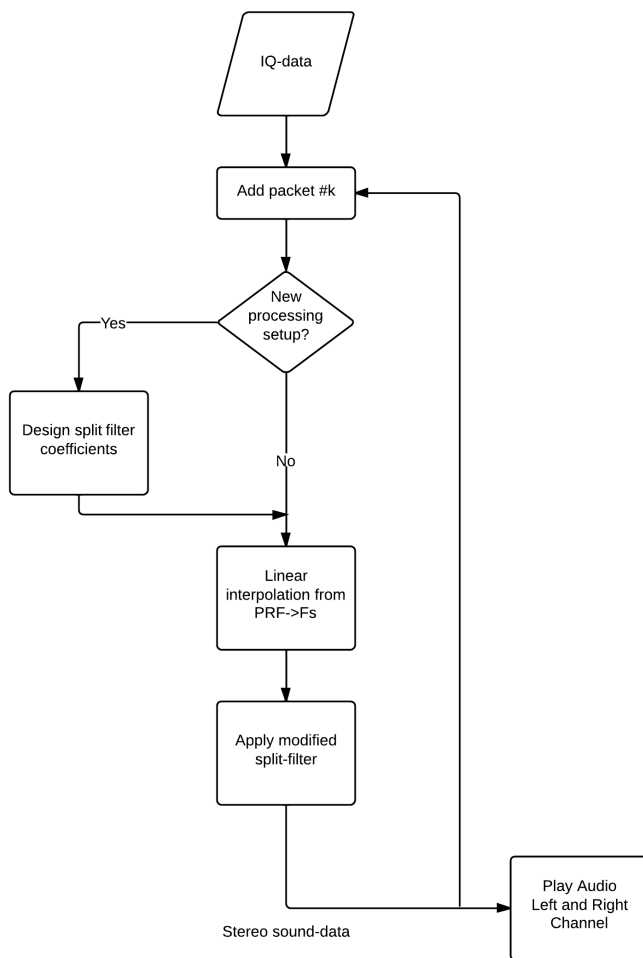 IQ-data
Add packet #k
New
processing
setup?
Yes
Design split filter
coefficients
No
Linear
interpolation from
PRF->Fs
Apply modified
split-filter
Play Audio
Left and Right
Channel
Stereo sound-data